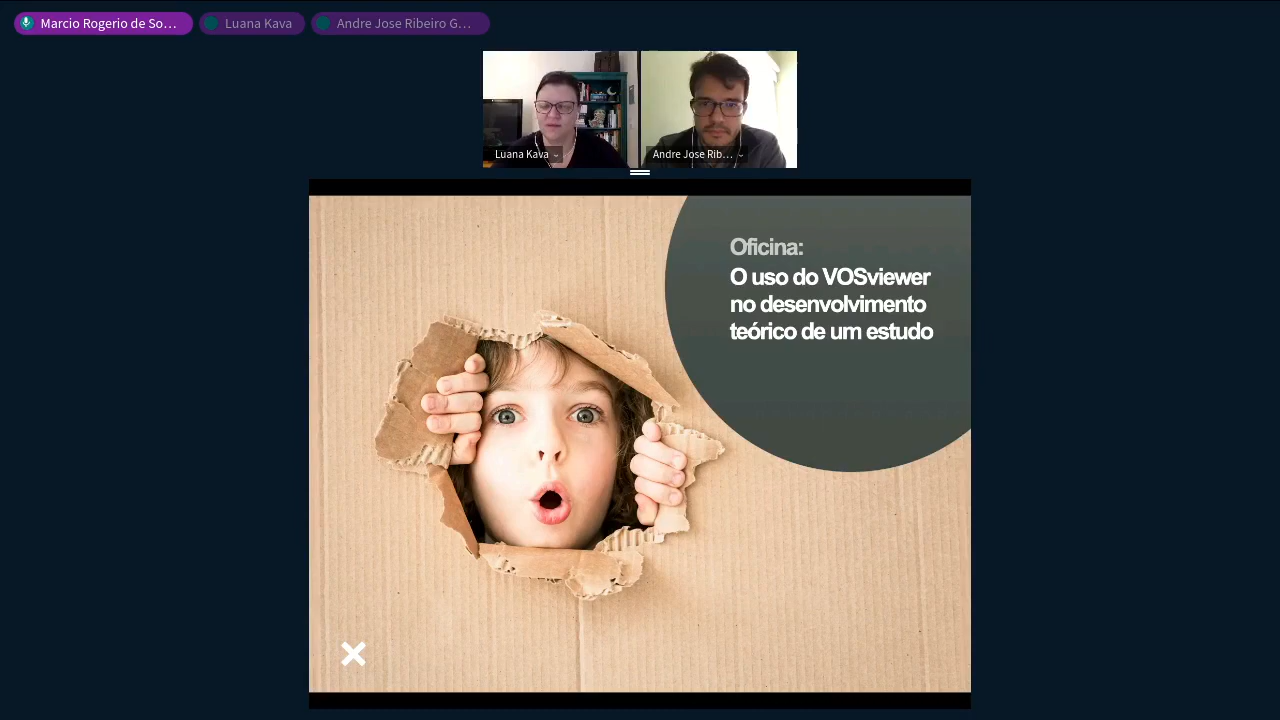 Marcio Rogerio de So...
Luana Kava
Andre Jose Ribeiro G...
Luana Kava
Andre Jose Rib...
Oficina:
O uso do VOSviewer
no desenvolvimento
teórico de um estudo